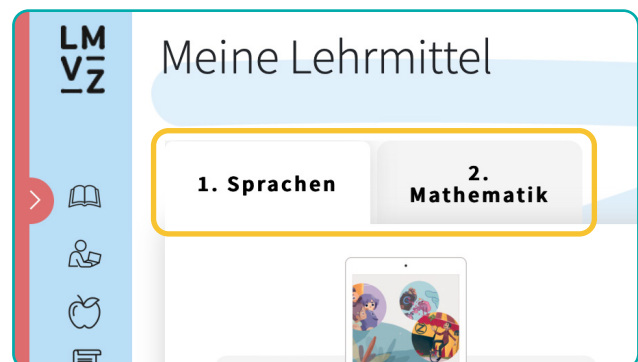 LM
VZ
Meine Lehrmittel
1. Sprachen
2.
Mathematik